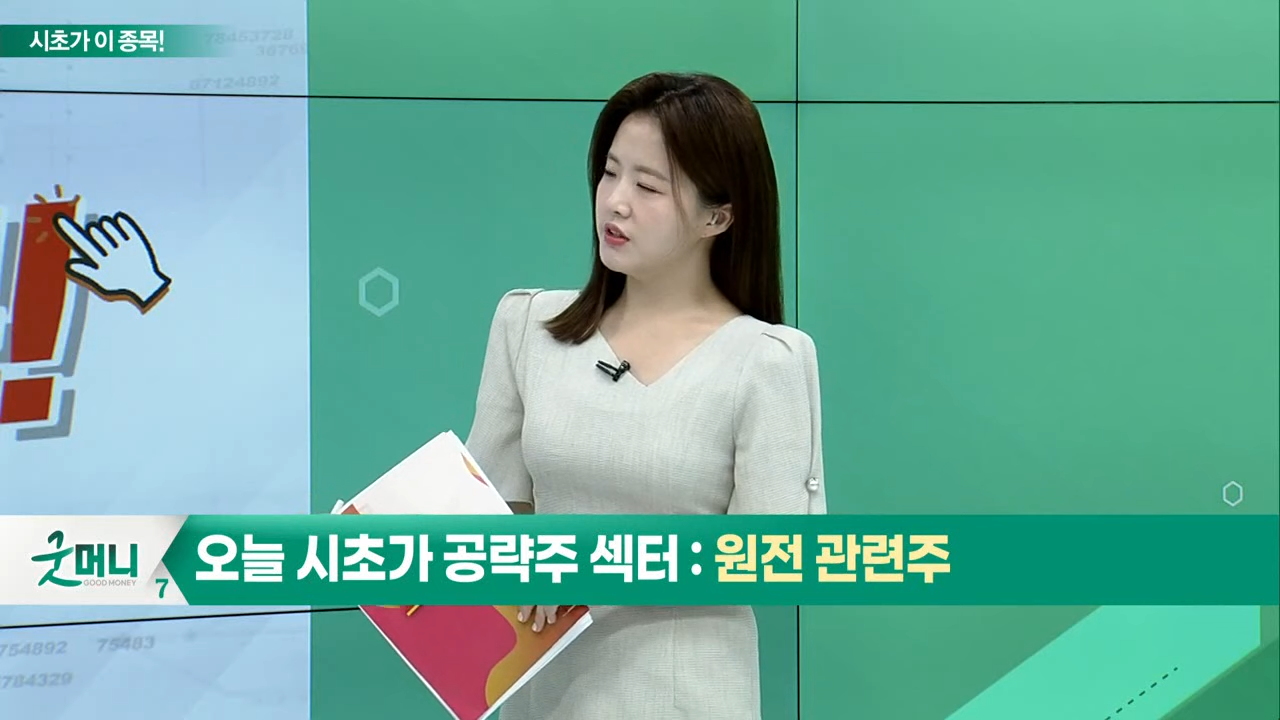 시초가 이 종목!
78453728
87124892
굿머니
GOOD MONEY
7
오늘 시초가 공략주 섹터 : 원전 관련주
754892 75483
784329